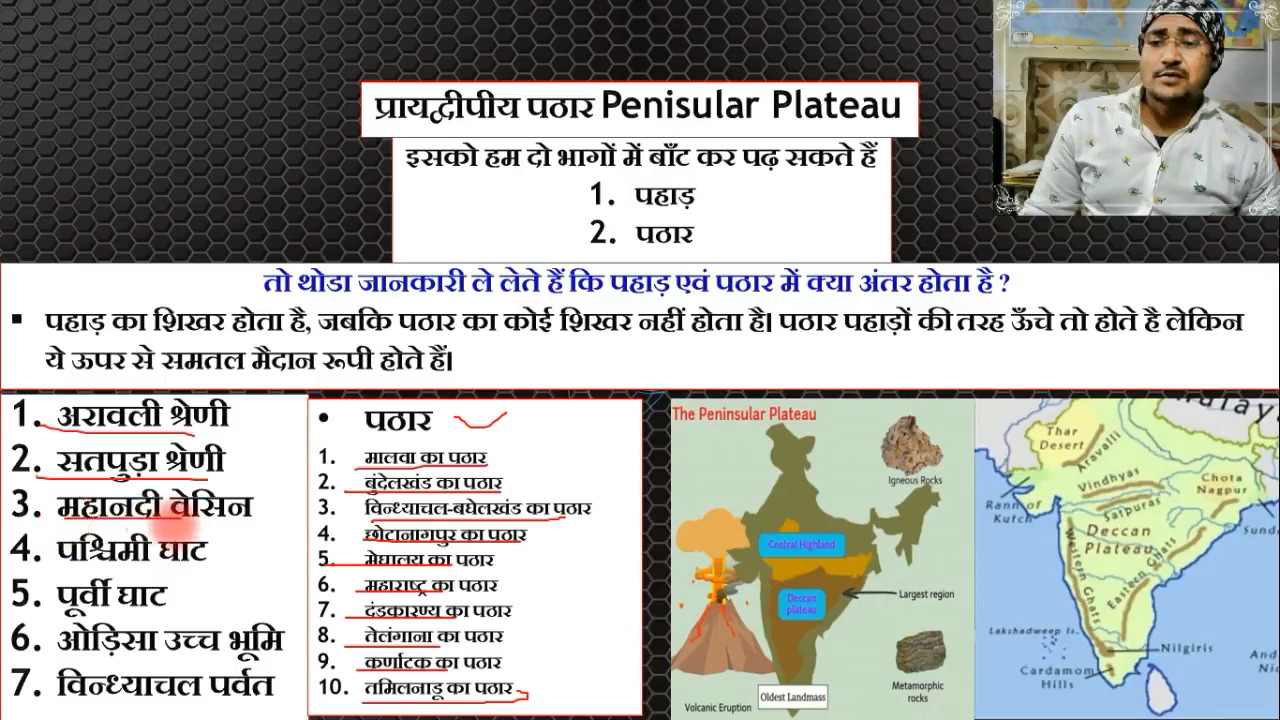 प्रायद्वीपीय पठार Penisular Plateau
इसको हम दो भागों में बाँट कर पढ़ सकते हैं
1. पहाड़
2. पठार
तो थोडा जानकारी ले लेते हैं कि पहाड़ एवं पठार में क्या अंतर होता है ?
▪ पहाड़ का शिखर होता है, जबकि पठार का कोई शिखर नहीं होता है। पठार पहाड़ों की तरह ऊँचे तो होते है लेकिन
ये ऊपर से समतल मैदान रूपी होते हैं।
1. अरावली श्रेणी
2. सतपुड़ा श्रेणी
3. महानदी वेसिन
4. पश्चिमी घाट
5. पूर्वी घाट
6. ओड़िसा उच्च भूमि
7. विन्ध्याचल पर्वत
• पठार
1. मालवा का पठार
2. बुंदेलखंड का पठार
3. विन्ध्याचल-बघेलखंड का पठार
4. छोटानागपुर का पठार
5. मेघालय का पठार
6. महाराष्ट्र का पठार
7. दंडकारण्य का पठार
8. तेलंगाना का पठार
9. कर्णाटक का पठार
10. तमिलनाडू का पठार
The Peninsular Plateau
Igneous Rocks
Central Highland
Deccan
plateau
Largest region
Metamorphic
rocks
Oldest Landmass
Volcanic Eruption
Thar
Desert
Aravalli
Vindhyas
Satpuras
Chota
Nagpur
Rann of
Kutch
Deccan
Plateau
Western Ghats
Eastern Ghats
Sunda
Lakshadweep Is.
Nilgiris
Cardamom
Hills